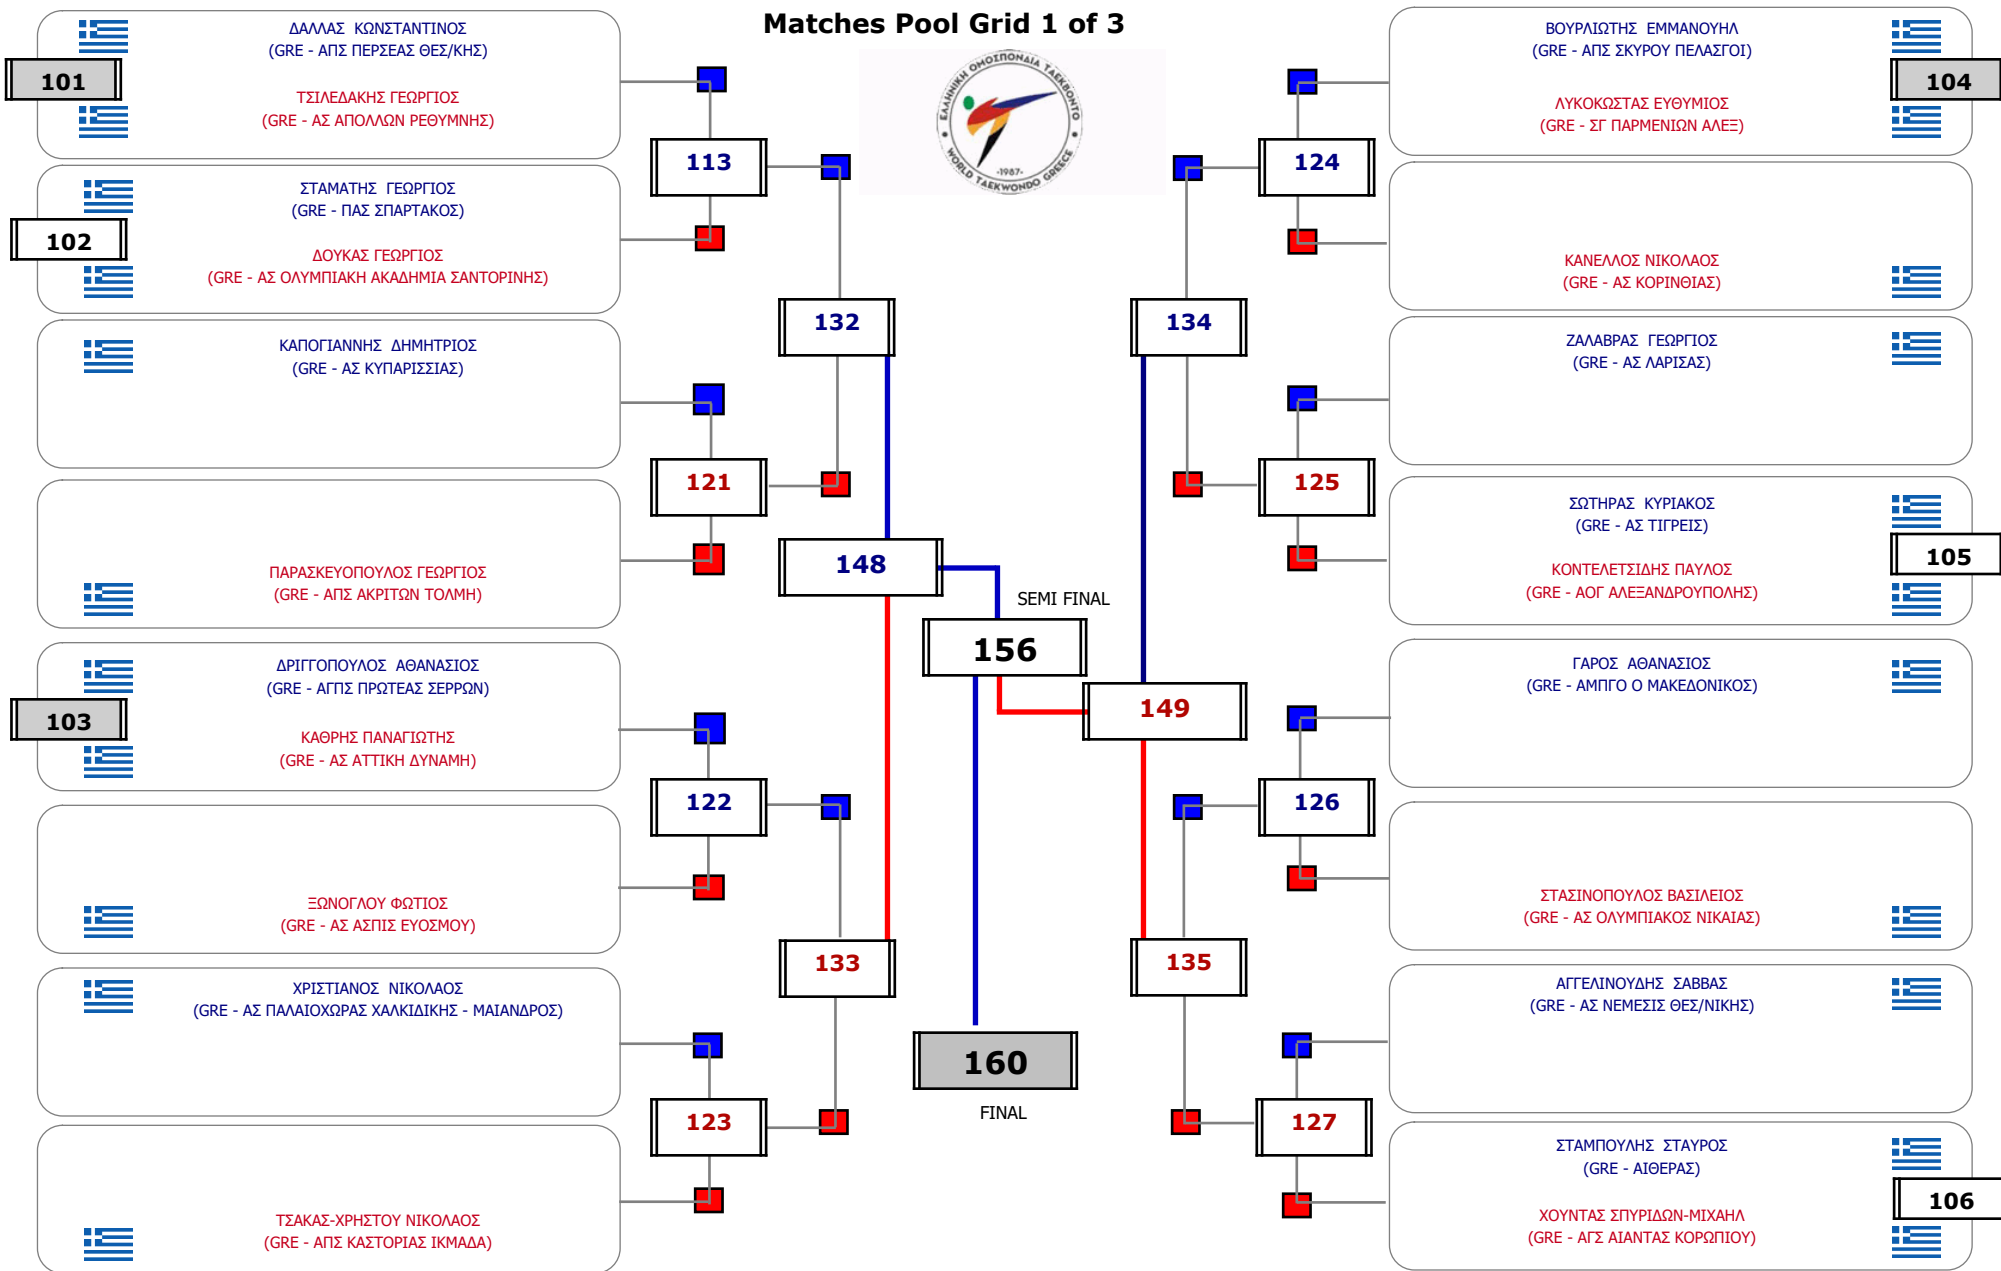 Matches Pool Grid 1 of 3
ΕΛΛΗΝΙΚΗ ΟΜΟΣΠΟΝΔΙΑ ΤΑΕΚΒΟΝΤΟ
-1987-
WORLD TAEKWONDO GREECE
ΔΑΛΛΑΣ ΚΩΝΣΤΑΝΤΙΝΟΣ
(GRE - ΑΠΣ ΠΕΡΣΕΑΣ ΘΕΣ/ΚΗΣ)
101
ΤΣΙΛΕΔΑΚΗΣ ΓΕΩΡΓΙΟΣ
(GRE - ΑΣ ΑΠΟΛΛΩΝ ΡΕΘΥΜΝΗΣ)
ΣΤΑΜΑΤΗΣ ΓΕΩΡΓΙΟΣ
(GRE - ΠΑΣ ΣΠΑΡΤΑΚΟΣ)
102
ΔΟΥΚΑΣ ΓΕΩΡΓΙΟΣ
(GRE - ΑΣ ΟΛΥΜΠΙΑΚΗ ΑΚΑΔΗΜΙΑ ΣΑΝΤΟΡΙΝΗΣ)
ΚΑΠΟΓΙΑΝΝΗΣ ΔΗΜΗΤΡΙΟΣ
(GRE - ΑΣ ΚΥΠΑΡΙΣΣΙΑΣ)
ΠΑΡΑΣΚΕΥΟΠΟΥΛΟΣ ΓΕΩΡΓΙΟΣ
(GRE - ΑΠΣ ΑΚΡΙΤΩΝ ΤΟΛΜΗ)
ΔΡΙΓΓΟΠΟΥΛΟΣ ΑΘΑΝΑΣΙΟΣ
(GRE - ΑΓΠΣ ΠΡΩΤΕΑΣ ΣΕΡΡΩΝ)
103
ΚΑΘΡΗΣ ΠΑΝΑΓΙΩΤΗΣ
(GRE - ΑΣ ΑΤΤΙΚΗ ΔΥΝΑΜΗ)
ΞΩΝΟΓΛΟΥ ΦΩΤΙΟΣ
(GRE - ΑΣ ΑΣΠΙΣ ΕΥΟΣΜΟΥ)
ΧΡΙΣΤΙΑΝΟΣ ΝΙΚΟΛΑΟΣ
(GRE - ΑΣ ΠΑΛΑΙΟΧΩΡΑΣ ΧΑΛΚΙΔΙΚΗΣ - ΜΑΙΑΝΔΡΟΣ)
ΤΣΑΚΑΣ-ΧΡΗΣΤΟΥ ΝΙΚΟΛΑΟΣ
(GRE - ΑΠΣ ΚΑΣΤΟΡΙΑΣ ΙΚΜΑΔΑ)
113
121
122
123
132
133
148
SEMI FINAL
156
149
160
FINAL
134
135
124
125
126
127
ΒΟΥΡΛΙΩΤΗΣ ΕΜΜΑΝΟΥΗΛ
(GRE - ΑΠΣ ΣΚΥΡΟΥ ΠΕΛΑΣΓΟΙ)
104
ΛΥΚΟΚΩΣΤΑΣ ΕΥΘΥΜΙΟΣ
(GRE - ΣΓ ΠΑΡΜΕΝΙΩΝ ΑΛΕΞ)
ΚΑΝΕΛΛΟΣ ΝΙΚΟΛΑΟΣ
(GRE - ΑΣ ΚΟΡΙΝΘΙΑΣ)
ΖΑΛΑΒΡΑΣ ΓΕΩΡΓΙΟΣ
(GRE - ΑΣ ΛΑΡΙΣΑΣ)
ΣΩΤΗΡΑΣ ΚΥΡΙΑΚΟΣ
(GRE - ΑΣ ΤΙΓΡΕΙΣ)
105
ΚΟΝΤΕΛΕΤΣΙΔΗΣ ΠΑΥΛΟΣ
(GRE - ΑΟΓ ΑΛΕΞΑΝΔΡΟΥΠΟΛΗΣ)
ΓΑΡΟΣ ΑΘΑΝΑΣΙΟΣ
(GRE - ΑΜΠΓΟ Ο ΜΑΚΕΔΟΝΙΚΟΣ)
ΣΤΑΣΙΝΟΠΟΥΛΟΣ ΒΑΣΙΛΕΙΟΣ
(GRE - ΑΣ ΟΛΥΜΠΙΑΚΟΣ ΝΙΚΑΙΑΣ)
ΑΓΓΕΛΙΝΟΥΔΗΣ ΣΑΒΒΑΣ
(GRE - ΑΣ ΝΕΜΕΣΙΣ ΘΕΣ/ΝΙΚΗΣ)
ΣΤΑΜΠΟΥΛΗΣ ΣΤΑΥΡΟΣ
(GRE - ΑΙΘΕΡΑΣ)
106
ΧΟΥΝΤΑΣ ΣΠΥΡΙΔΩΝ-ΜΙΧΑΗΛ
(GRE - ΑΓΣ ΑΙΑΝΤΑΣ ΚΟΡΩΠΙΟΥ)